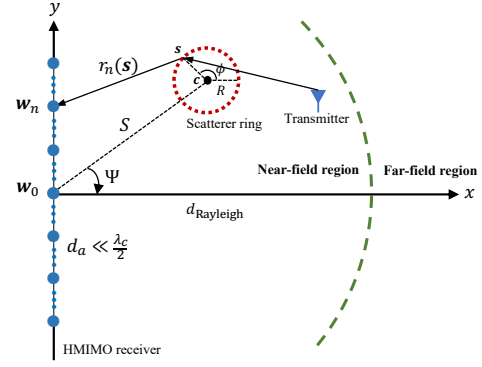 y
s
r_n(s)
ϕ
c
R
w_n
Scatterer ring
Transmitter
S
Near-field region
Far-field region
Ψ
w_0
x
d_Rayleigh
d_a ≪ λ_c/2
HMIMO receiver